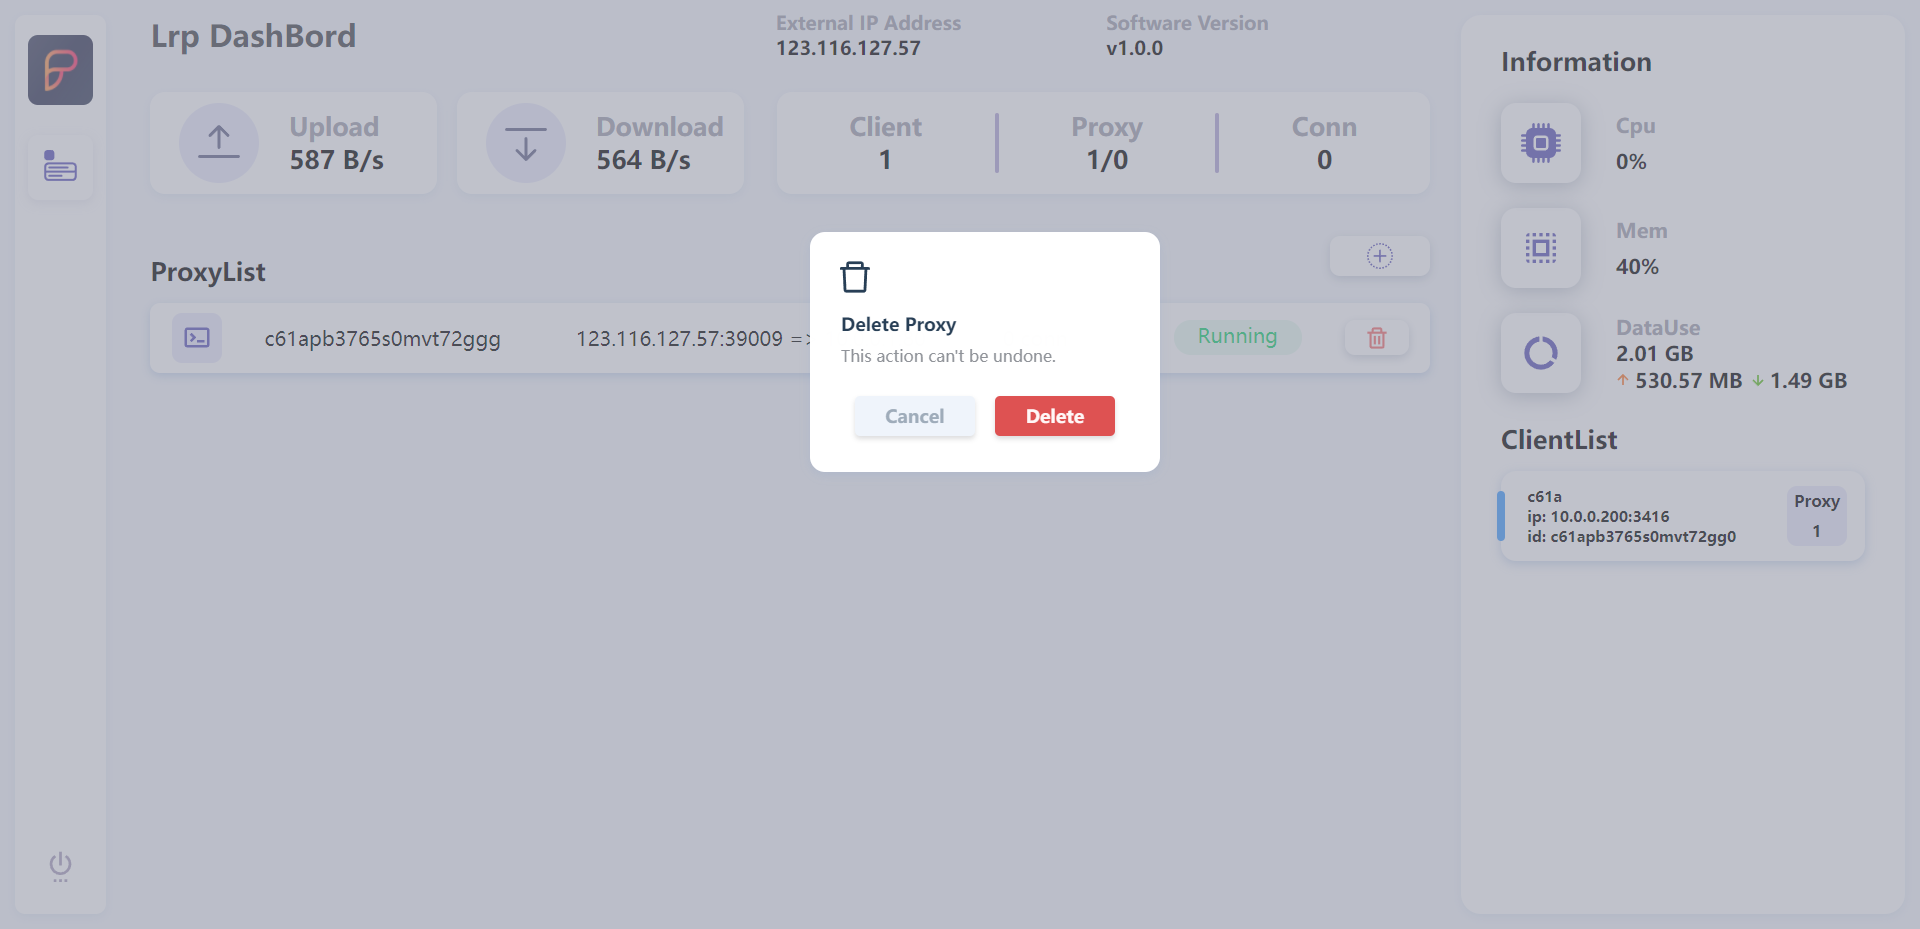 Lrp DashBord
External IP Address
123.116.127.57
Software Version
v1.0.0
Upload
587 B/s
Download
564 B/s
Client
1
Proxy
1/0
Conn
0
ProxyList
c61apb3765s0mvt72ggg
123.116.127.57:39009 =>
Running
Delete Proxy
This action can't be undone.
Cancel
Delete
Information
Cpu
0%
Mem
40%
DataUse
2.01 GB
↑ 530.57 MB ↓ 1.49 GB
ClientList
c61a
ip: 10.0.0.200:3416
id: c61apb3765s0mvt72gg0
Proxy
1